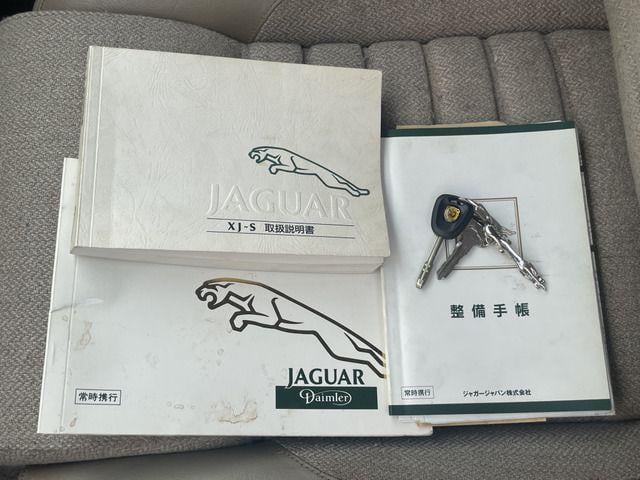 JAGUAR
XJ-S 取扱説明書
JAGUAR
Daimler
常時携行
整備手帳
常時携行
ジャガージャパン株式会社